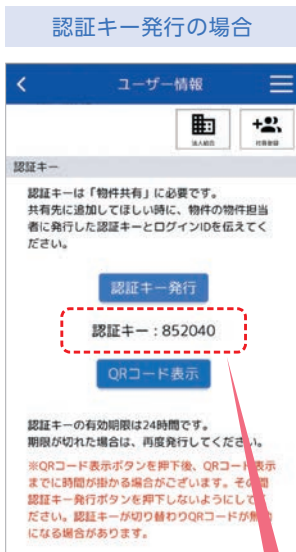 認証キー発行の場合
ユーザー情報
法人総合
社員登録
認証キー
認証キーは「物件共有」に必要です。
共有先に追加してほしい時に、物件の物件担当
者に発行した認証キーとログインIDを伝えてく
ださい。
認証キー発行
認証キー：852040
QRコード表示
認証キーの有効期限は24時間です。
期限が切れた場合は、再度発行してください。
※QRコード表示ボタンを押下後、QRコード表示
までに時間が掛かる場合がございます。その間
認証キー発行ボタンを押下しないようにして
ださい。認証キーが切り替わりQRコードが無効
になる場合があります。